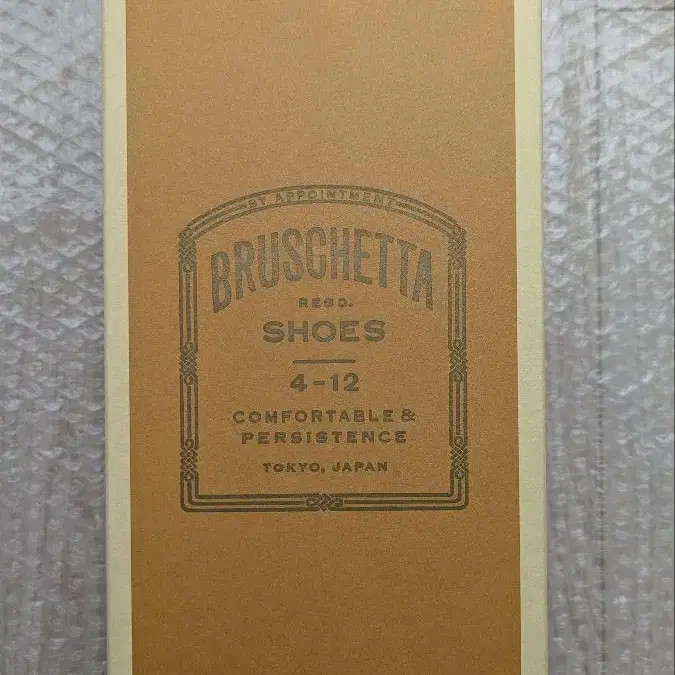 BY APPOINTMENT
BRUSCHETTA
REGD.
SHOES
4-12
COMFORTABLE &
PERSISTENCE
TOKYO, JAPAN